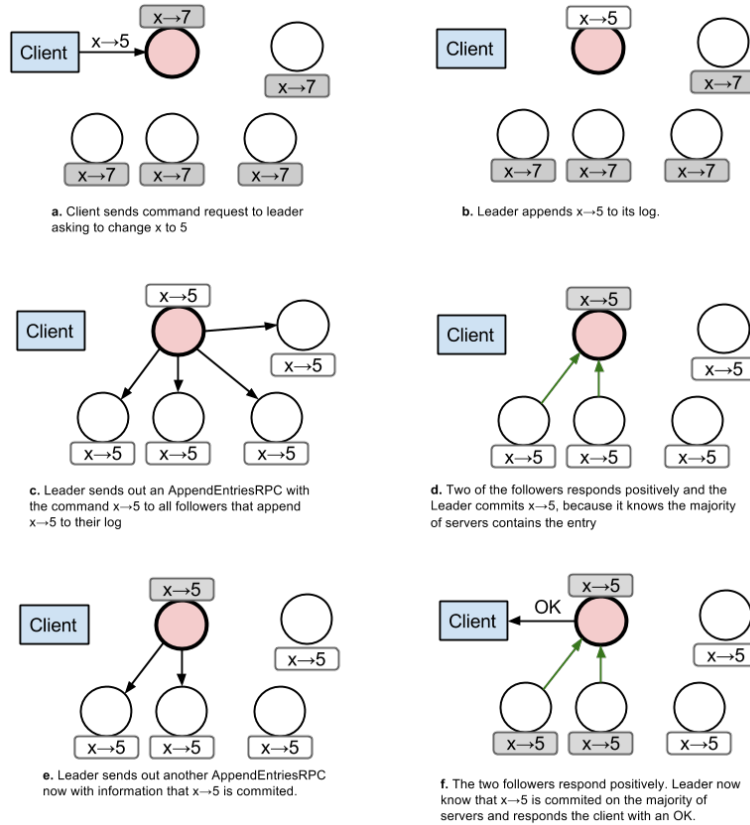 x→7
Client
x→5
x→7
x→7
x→7
x→7
a. Client sends command request to leader
asking to change x to 5
x→5
Client
x→7
x→7
x→7
x→7
b. Leader appends x→5 to its log.
x→5
Client
x→5
x→5
x→5
x→5
c. Leader sends out an AppendEntriesRPC with
the command x→5 to all followers that append
x→5 to their log
x→5
Client
x→5
x→5
x→5
x→5
d. Two of the followers responds positively and the
Leader commits x→5, because it knows the majority
of servers contains the entry
x→5
Client
x→5
x→5
x→5
x→5
e. Leader sends out another AppendEntriesRPC
now with information that x→5 is commited.
x→5
OK
Client
x→5
x→5
x→5
x→5
f. The two followers respond positively. Leader now
know that x→5 is commited on the majority of
servers and responds the client with an OK.